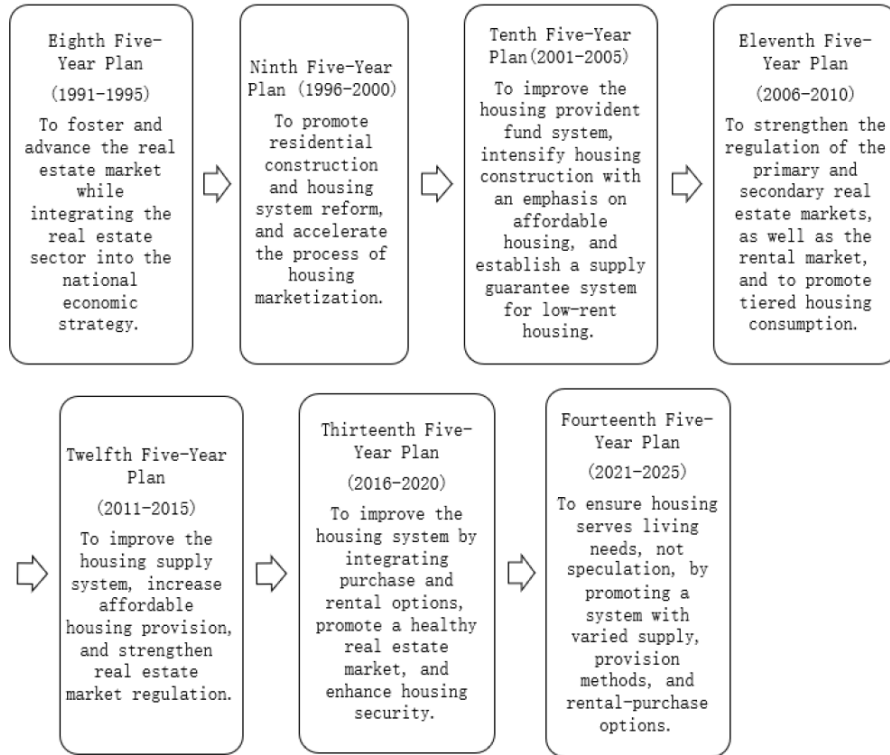 Eighth Five-
Year Plan
(1991-1995)
To foster and
advance the real
estate market
while
integrating the
real estate
sector into the
national
economic
strategy.
Ninth Five-Year
Plan (1996-2000)
To promote
residential
construction
and housing
system reform,
and accelerate
the process of
housing
marketization.
Tenth Five-Year
Plan(2001-2005)
To improve the
housing provident
fund system,
intensify housing
construction with
an emphasis on
affordable
housing, and
establish a supply
guarantee system
for low-rent
housing.
Eleventh Five-
Year Plan
(2006-2010)
To strengthen the
regulation of the
primary and
secondary real
estate markets,
as well as the
rental market,
and to promote
tiered housing
consumption.
Twelfth Five-Year
Plan
(2011-2015)
To improve the
housing supply
system, increase
affordable
housing provision,
and strengthen
real estate
market regulation.
Thirteenth Five-
Year Plan
(2016-2020)
To improve the
housing system by
integrating
purchase and
rental options,
promote a healthy
real estate
market, and
enhance housing
security.
Fourteenth Five-
Year Plan
(2021-2025)
To ensure housing
serves living
needs, not
speculation, by
promoting a
system with
varied supply,
provision
methods, and
rental-purchase
options.